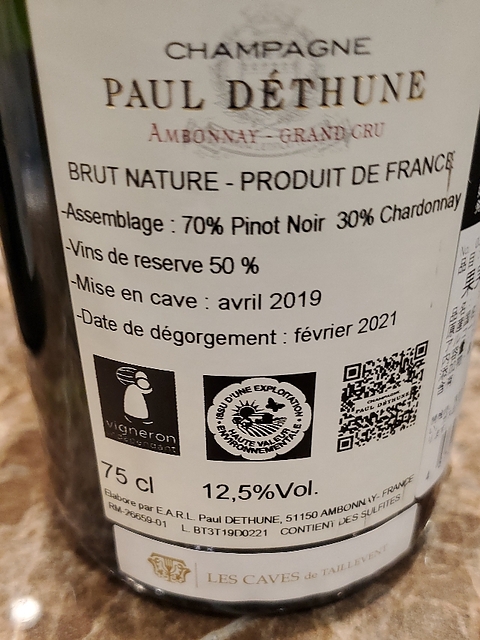 CHAMPAGNE
PAUL DÉTHUNE
AMBONNAY - GRAND CRU
BRUT NATURE - PRODUIT DE FRANCE
-Assemblage : 70% Pinot Noir 30% Chardonnay
-Vins de reserve 50 %
-Mise en cave : avril 2019
-Date de dégorgement : février 2021
vigneron
indépendant
ISSU D'UNE EXPLOITATION
HAUTE VALEUR
ENVIRONNEMENTALE
CHAMPAGNE
PAUL DÉTHUNE
75 cl
12,5%Vol.
Elabore par E.A.R.L. Paul DETHUNE, 51150 AMBONNAY- FRANCE
RM-26659-01 L. BT3T19D0221 CONTIENT DES SULFITES
LES CAVES de TAILLEVENT